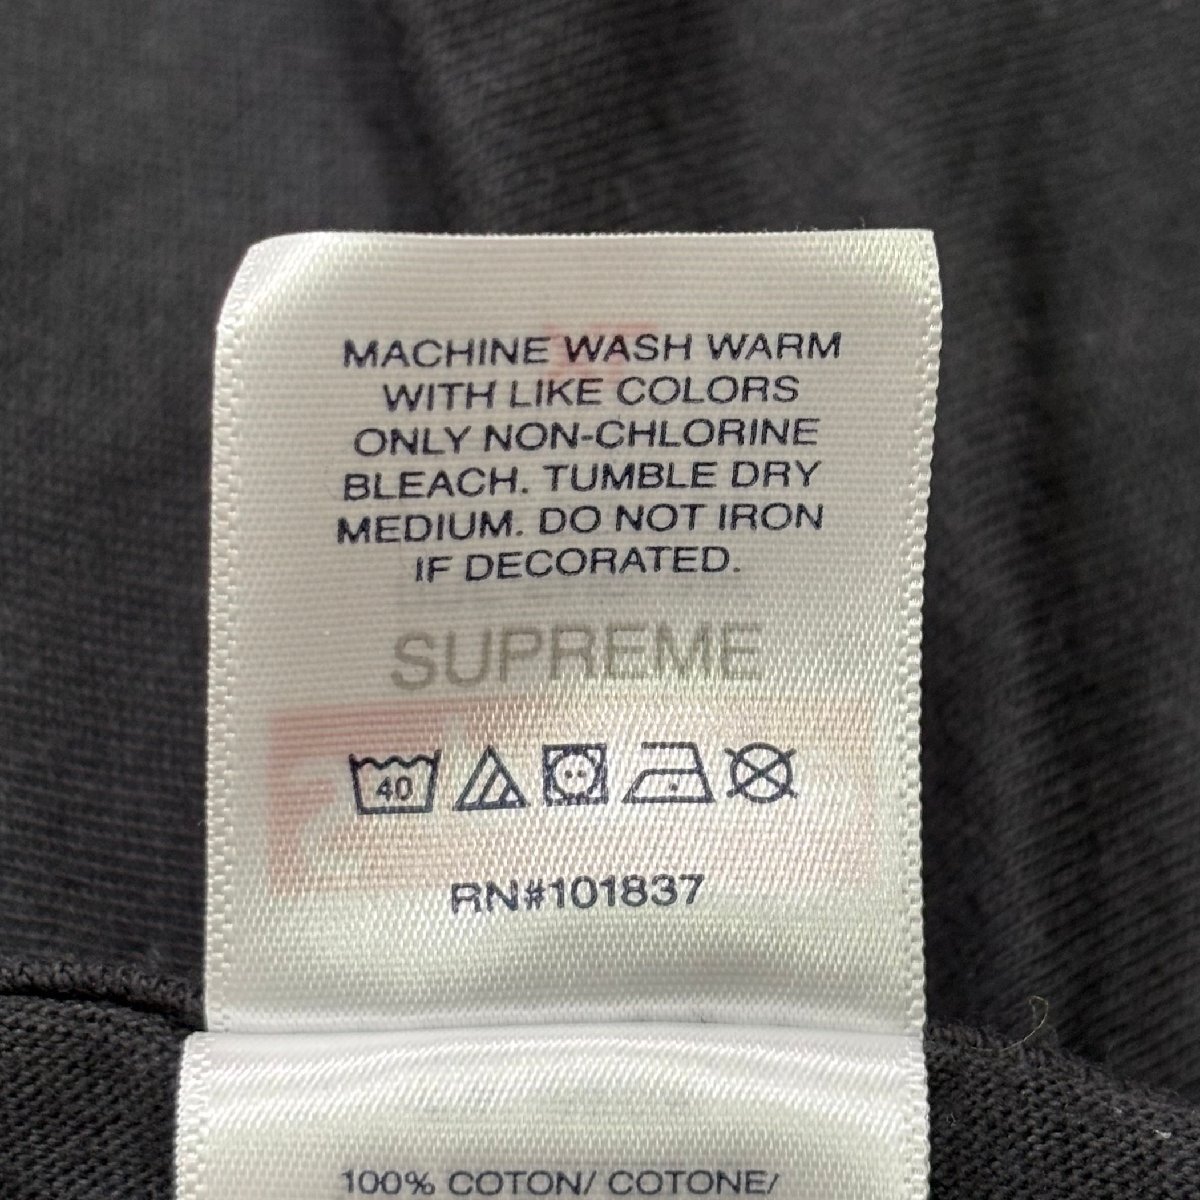 MACHINE WASH WARM
WITH LIKE COLORS
ONLY NON-CHLORINE
BLEACH. TUMBLE DRY
MEDIUM. DO NOT IRON
IF DECORATED.
SUPREME
40
RN#101837
100% COTON/ COTONE/